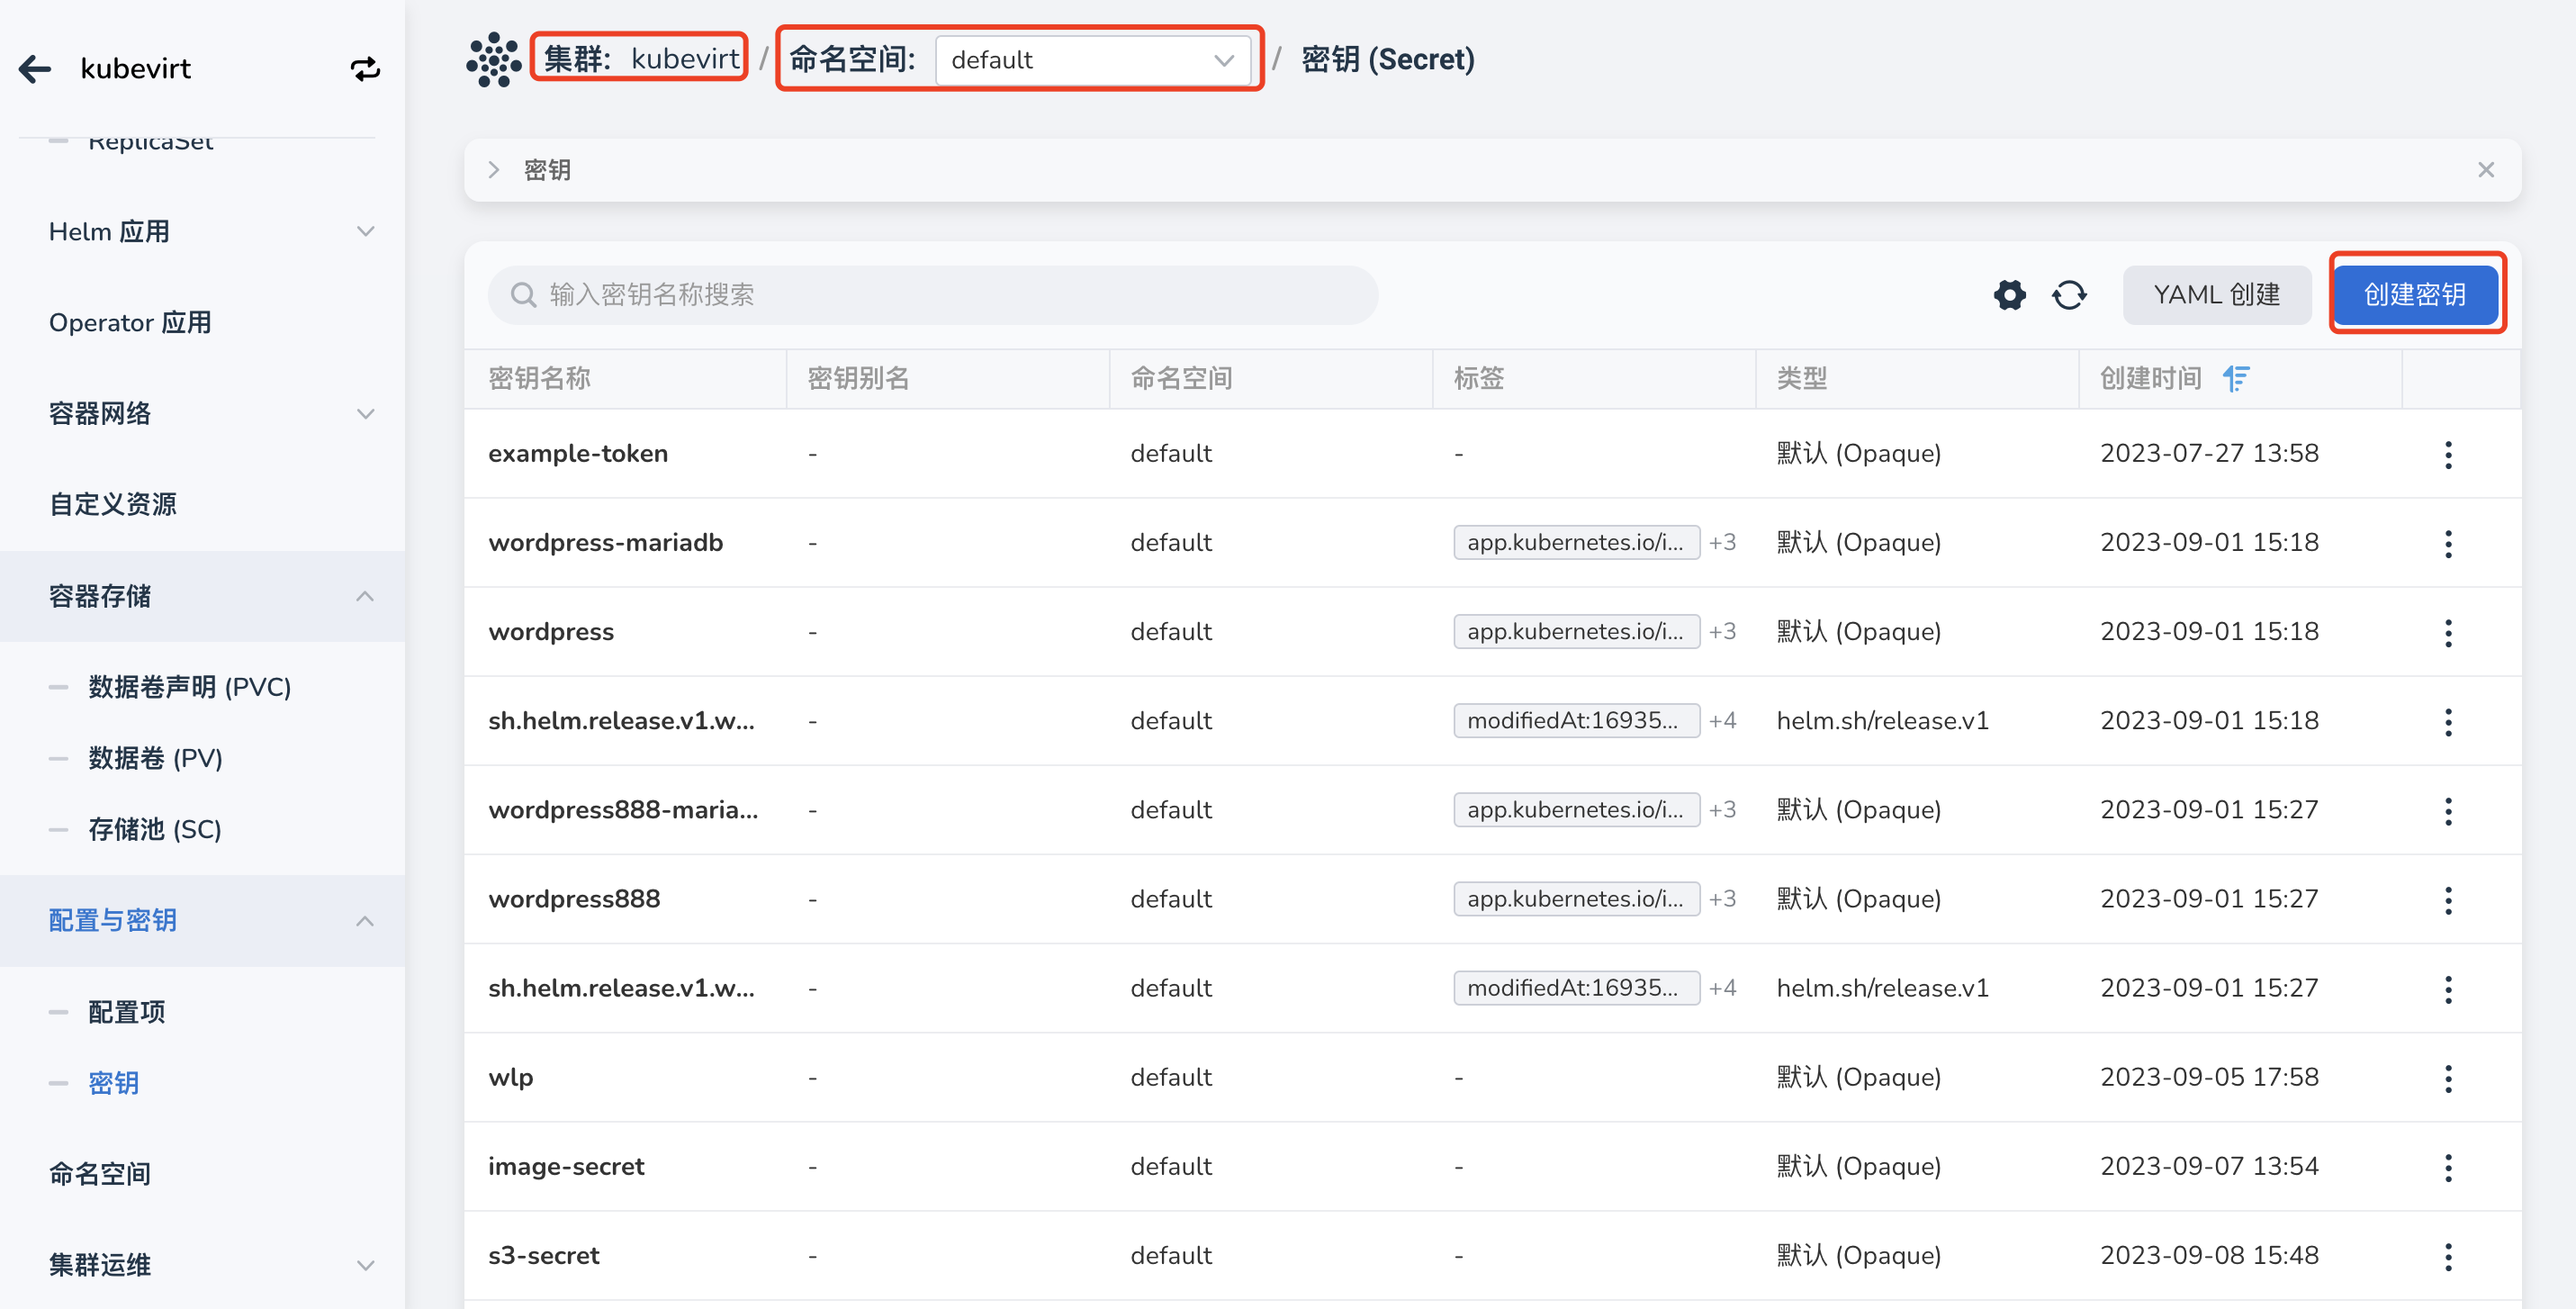 kubevirt
ReplicaSet
Helm 应用
Operator 应用
容器网络
自定义资源
容器存储
数据卷声明 (PVC)
数据卷 (PV)
存储池 (SC)
配置与密钥
配置项
密钥
命名空间
集群运维
集群: kubevirt / 命名空间: default / 密钥 (Secret)
密钥
输入密钥名称搜索 YAML 创建 创建密钥
密钥名称 密钥别名 命名空间 标签 类型 创建时间
example-token - default - 默认 (Opaque) 2023-07-27 13:58
wordpress-mariadb - default app.kubernetes.io/i... +3 默认 (Opaque) 2023-09-01 15:18
wordpress - default app.kubernetes.io/i... +3 默认 (Opaque) 2023-09-01 15:18
sh.helm.release.v1.w... - default modifiedAt:16935... +4 helm.sh/release.v1 2023-09-01 15:18
wordpress888-maria... - default app.kubernetes.io/i... +3 默认 (Opaque) 2023-09-01 15:27
wordpress888 - default app.kubernetes.io/i... +3 默认 (Opaque) 2023-09-01 15:27
sh.helm.release.v1.w... - default modifiedAt:16935... +4 helm.sh/release.v1 2023-09-01 15:27
wlp - default - 默认 (Opaque) 2023-09-05 17:58
image-secret - default - 默认 (Opaque) 2023-09-07 13:54
s3-secret - default - 默认 (Opaque) 2023-09-08 15:48